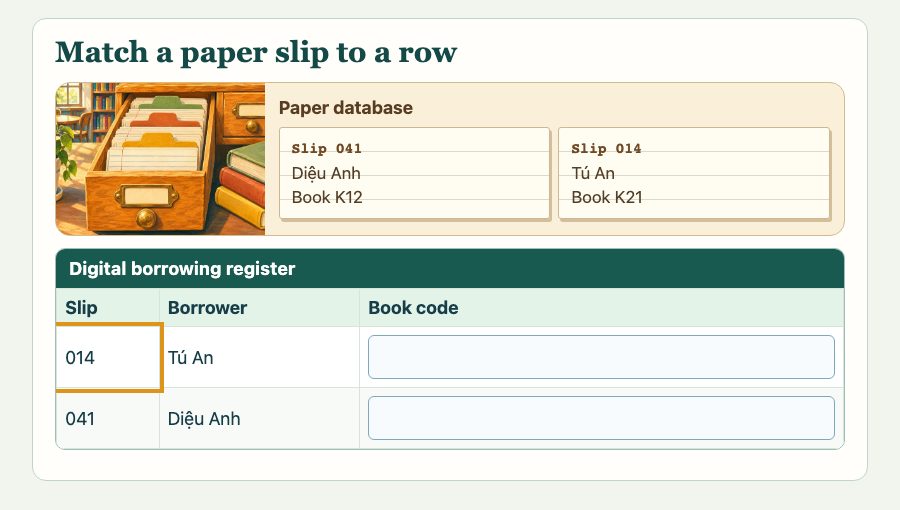 Match a paper slip to a row
Paper database
Slip 041
Diệu Anh
Book K12
Slip 014
Tú An
Book K21
Digital borrowing register
Slip Borrower Book code
014 Tú An
041 Diệu Anh